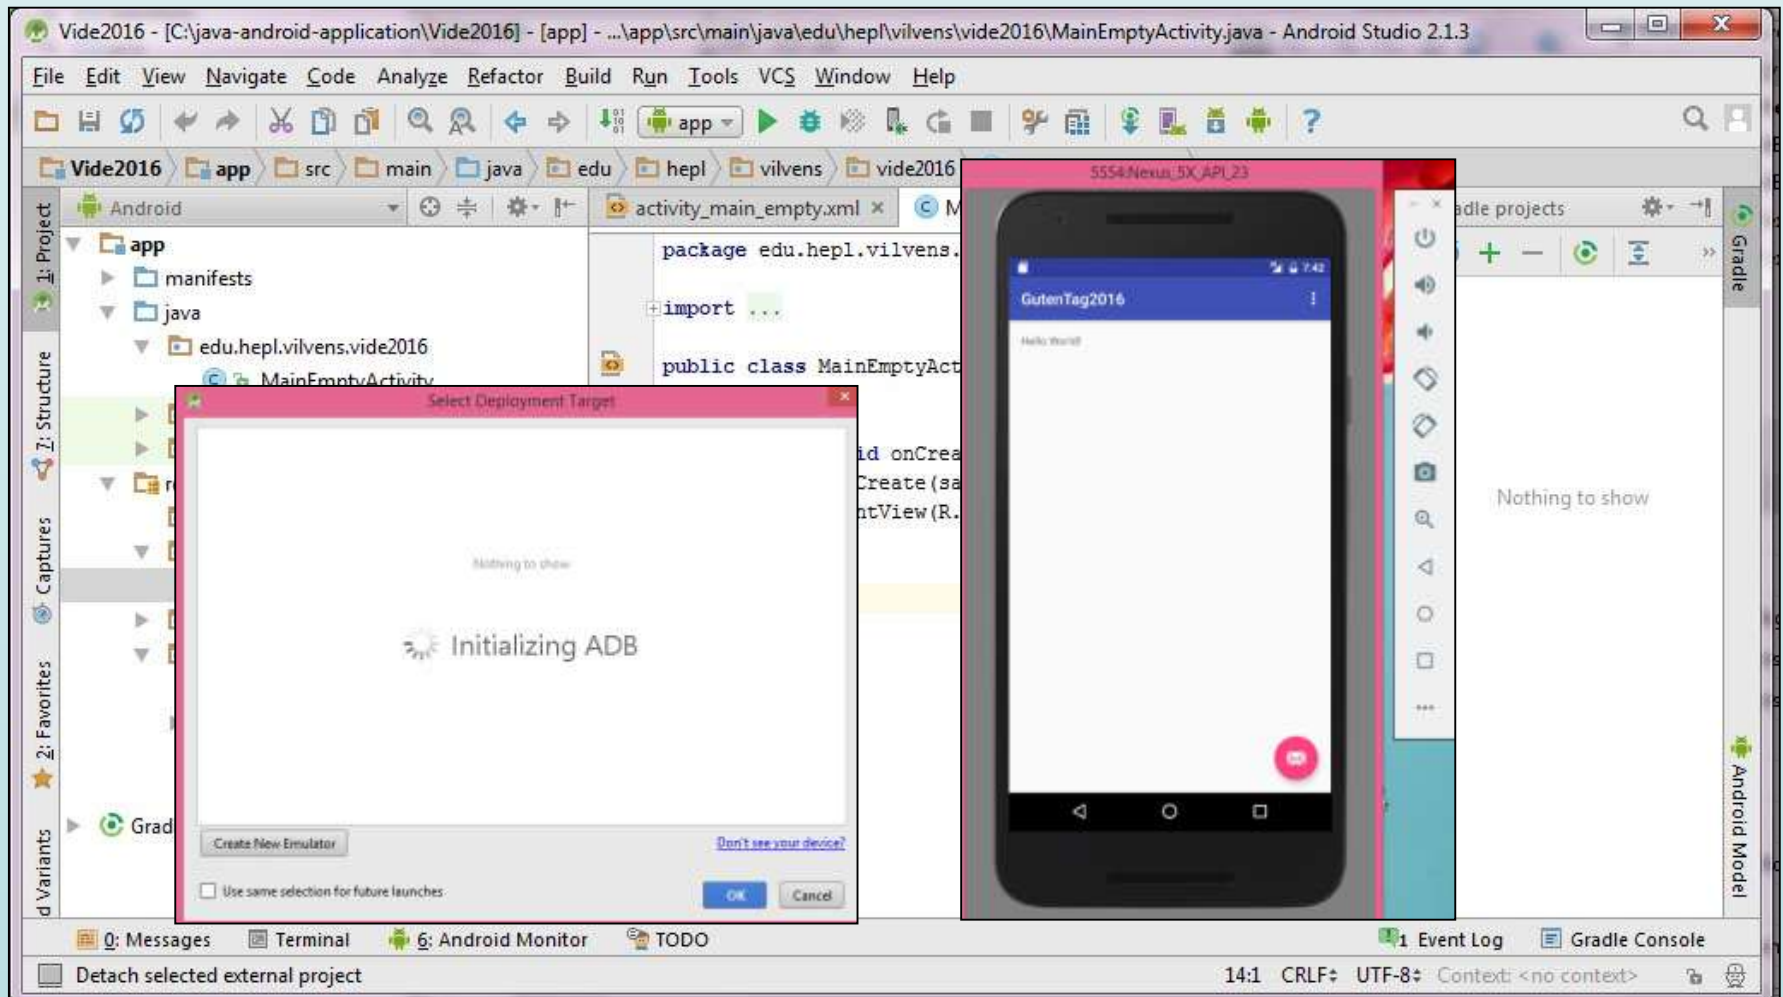 Vide2016 - [C:\java-android-application\Vide2016] - [app] - ...\app\src\main\java\edu\hepl\vilvens\vide2016\MainEmptyActivity.java - Android Studio 2.1.3
File Edit View Navigate Code Analyze Refactor Build Run Tools VCS Window Help
app
Vide2016 app src main java edu hepl vilvens vide2016
5554:Nexus_5X_API_23
1: Project
Android
activity_main_empty.xml
M
adle projects
Gradle
app
manifests
java
edu.hepl.vilvens.vide2016
MainEmptyActivity
package edu.hepl.vilvens.
import ...
public class MainEmptyAct
id onCrea
Create(sa
ntView(R.
7:42
GutenTag2016
Hello World!
Nothing to show
7: Structure
Captures
2: Favorites
d Variants
Grad
Select Deployment Target
Nothing to show
Initializing ADB
Create New Emulator
Don't see your device?
Use same selection for future launches
OK Cancel
Android Model
0: Messages Terminal 6: Android Monitor TODO
1 Event Log Gradle Console
Detach selected external project
14:1 CRLF UTF-8 Context: <no context>